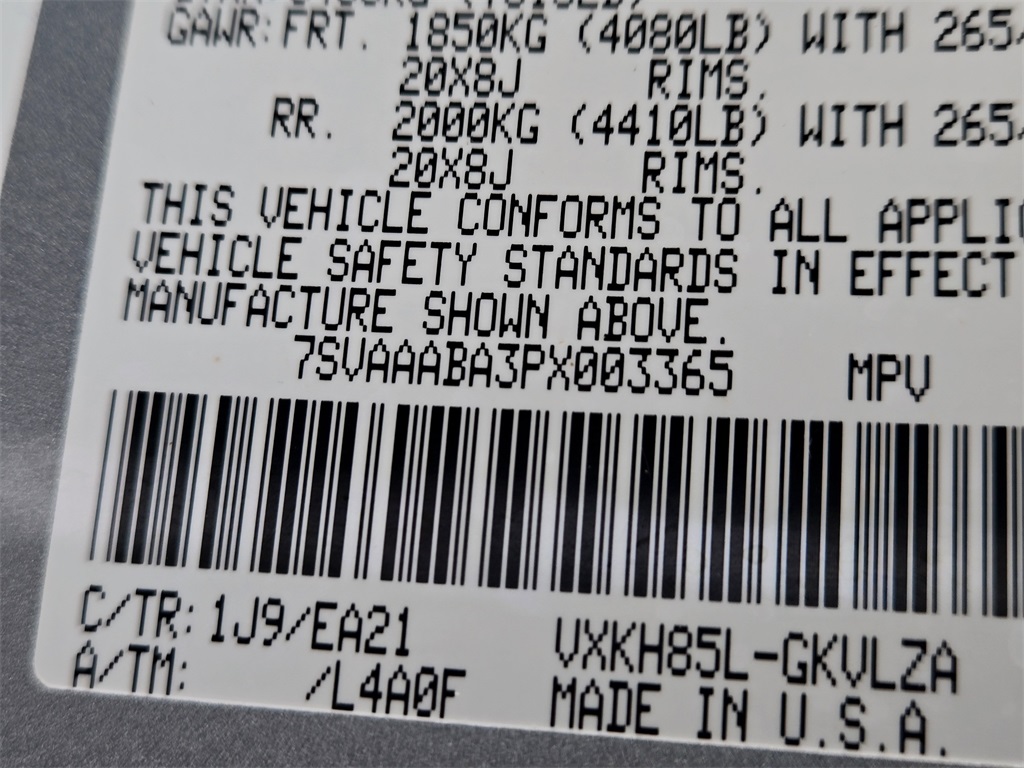 GAWR: FRT. 1850KG (4080LB) WITH 265
20X8J RIMS.
RR. 2000KG (4410LB) WITH 265
20X8J RIMS.
THIS VEHICLE CONFORMS TO ALL APPLI
VEHICLE SAFETY STANDARDS IN EFFECT
MANUFACTURE SHOWN ABOVE.
7SVAAABA3PX003365 MPV
C/TR: 1J9/EA21 VXKH85L-GKVLZA
A/TM: /L4A0F MADE IN U.S.A.